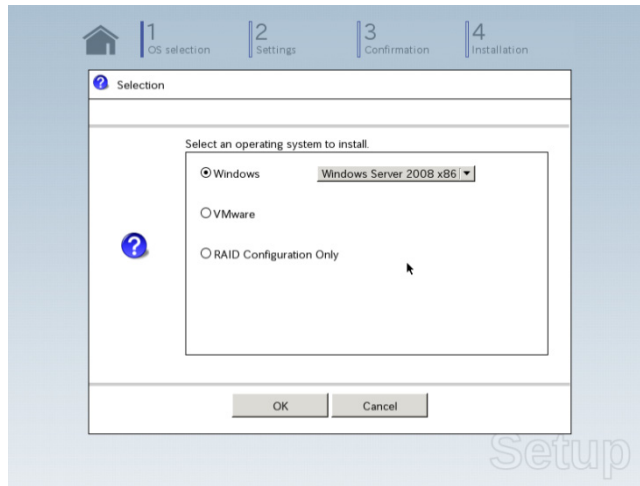 1 2 3 4
OS selection Settings Confirmation Installation
Selection
Select an operating system to install.
Windows Windows Server 2008 x86
VMware
RAID Configuration Only
OK Cancel
Setup